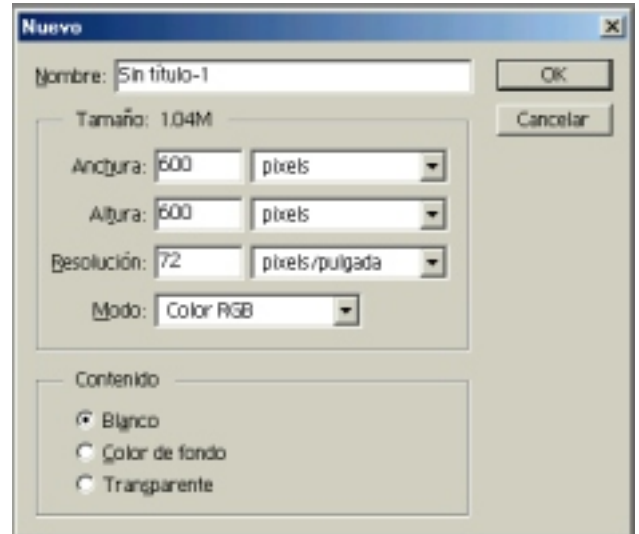 Nuevo
Nombre: Sin título-1
OK
Tamaño: 1.04M
Cancelar
Anchura: 600 pixels
Altura: 600 pixels
Resolución: 72 pixels/pulgada
Modo: Color RGB
Contenido
Blanco
Color de fondo
Transparente